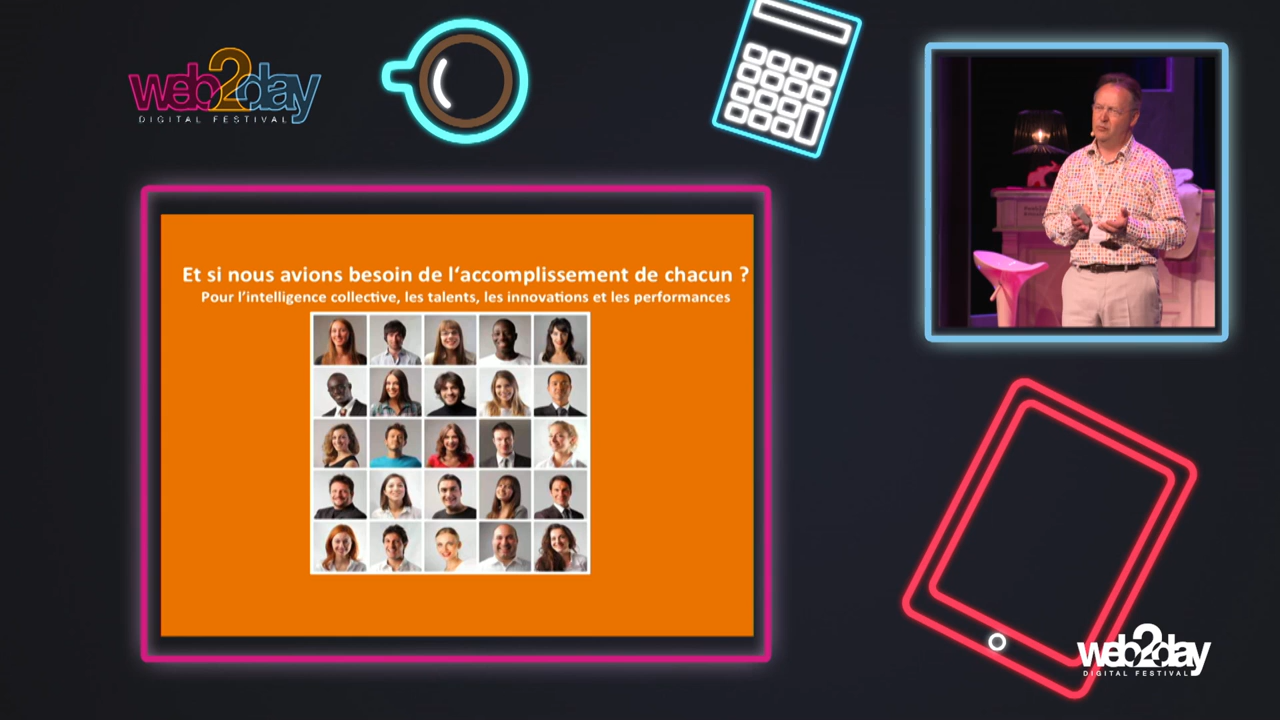 web2day
DIGITAL FESTIVAL
Et si nous avions besoin de l‘accomplissement de chacun ?
Pour l’intelligence collective, les talents, les innovations et les performances
web2day
DIGITAL FESTIVAL